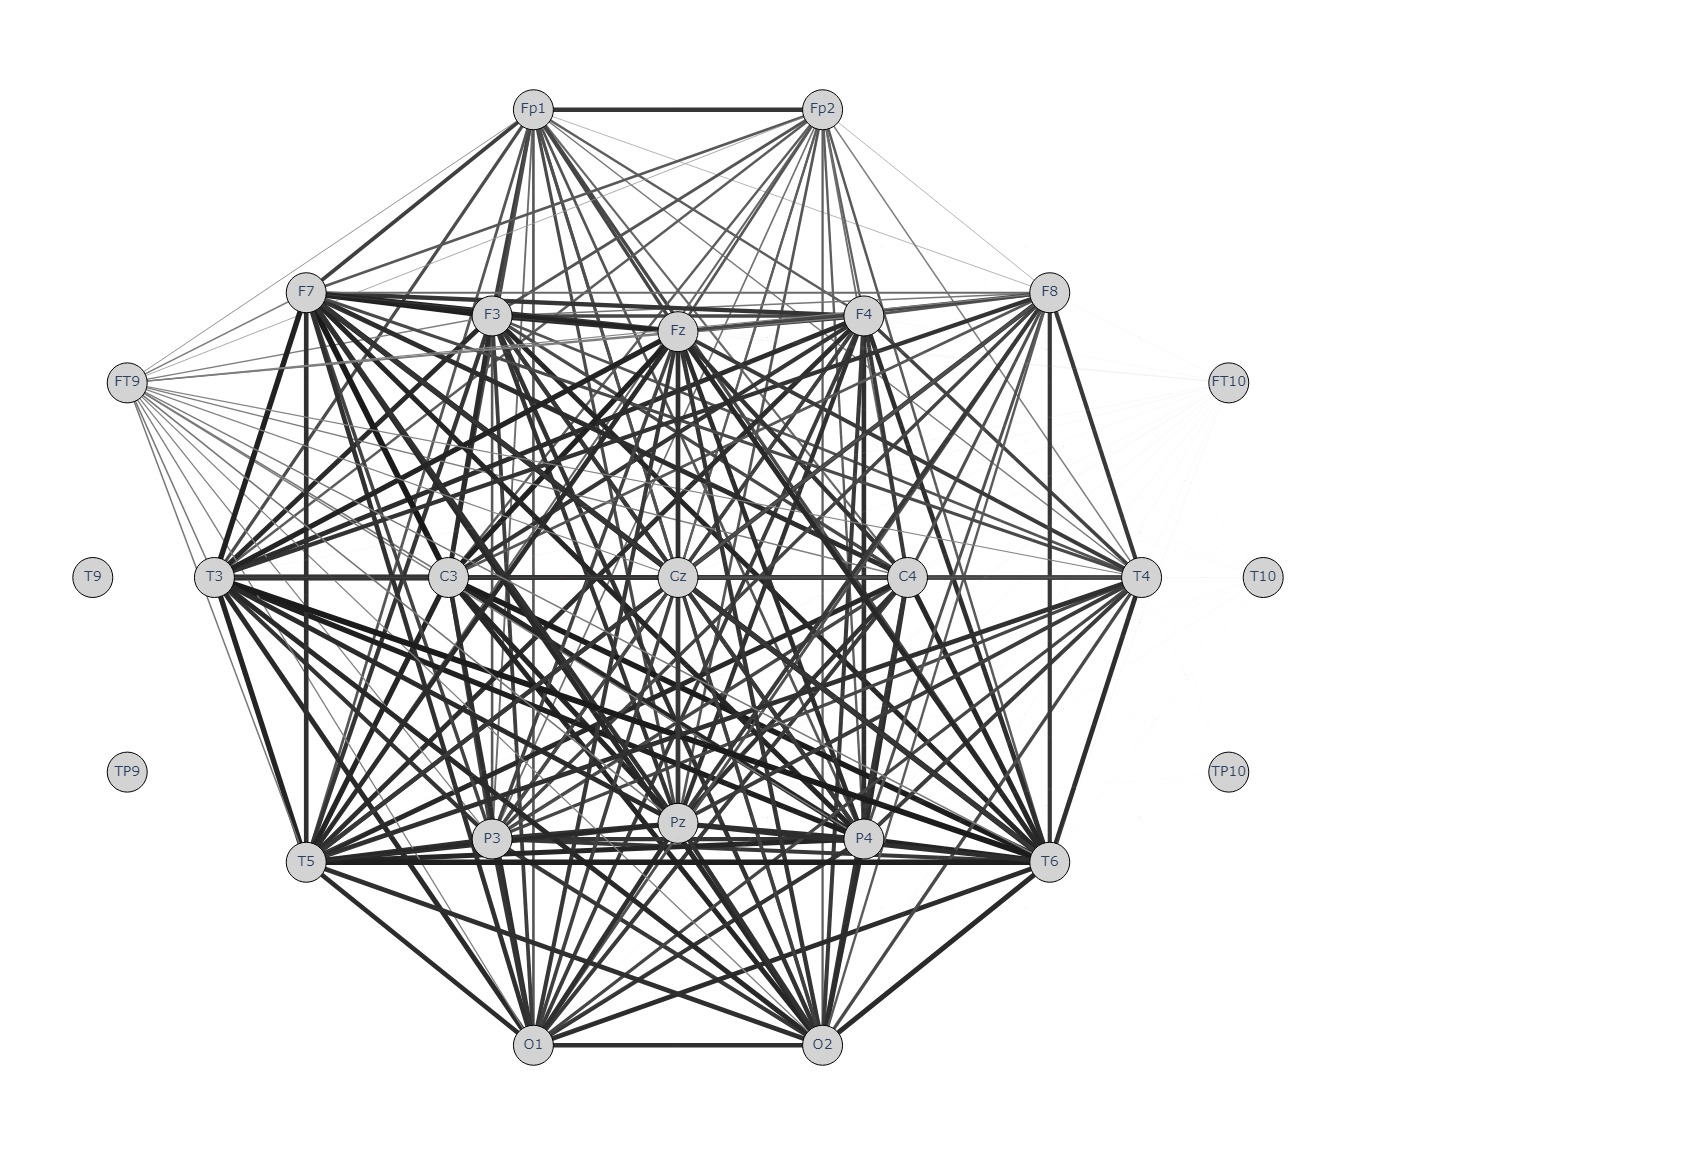 Fp1 Fp2
F7 F3 Fz F4 F8
FT9 FT10
T9 T3 C3 Cz C4 T4 T10
TP9 TP10
T5 P3 Pz P4 T6
O1 O2